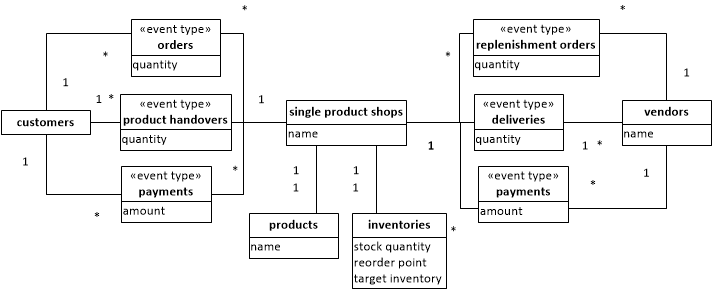 «event type»
orders
quantity
*
*
1
customers
1 *
«event type»
product handovers
quantity
1
1
«event type»
payments
amount
*
*
single product shops
name
1
1
1
1
products
name
inventories
stock quantity
reorder point
target inventory
«event type»
replenishment orders
quantity
*
*
1
«event type»
deliveries
quantity
1
1 *
vendors
name
«event type»
payments
amount
*
*
1